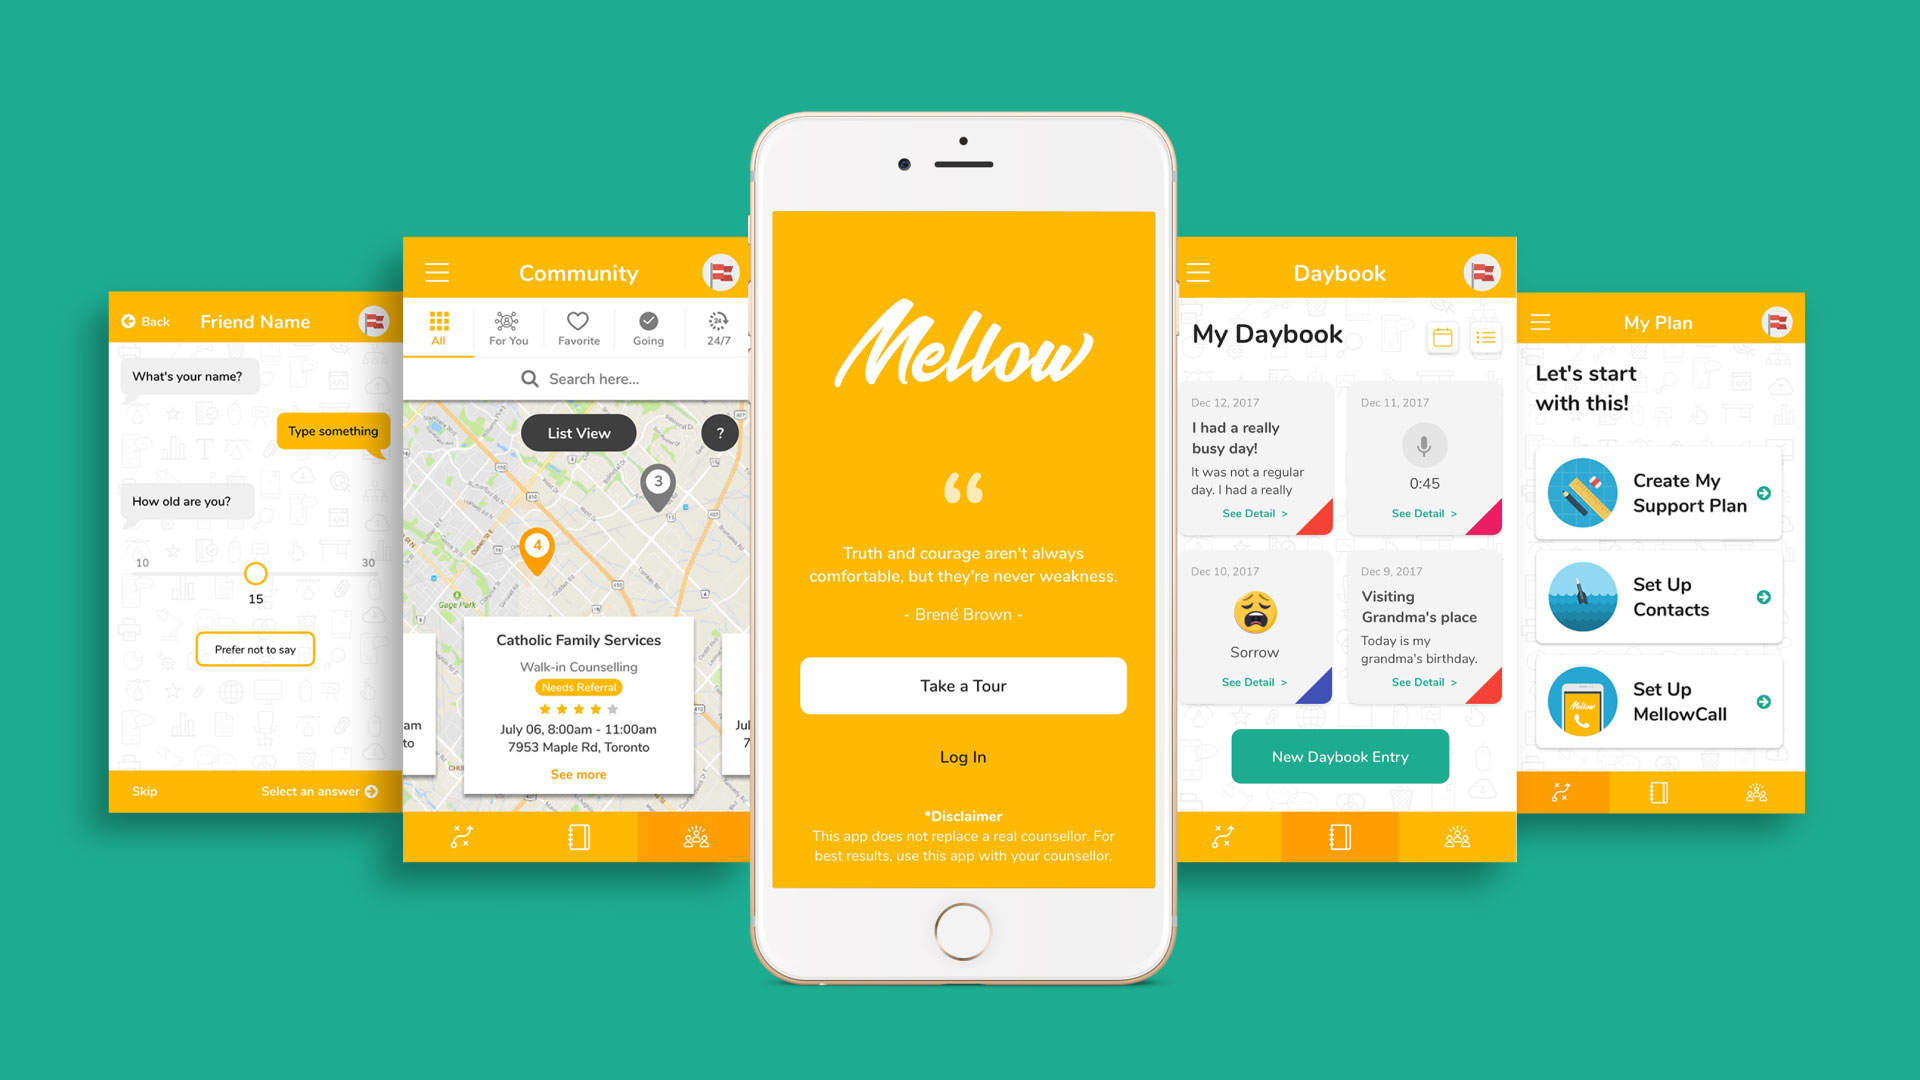 Back
Friend Name
What's your name?
Type something
How old are you?
10
30
15
Prefer not to say
Skip
Select an answer
Community
All
For You
Favorite
Going
24
24/7
Search here...
List View
?
3
4
Gage Park
am
to
Catholic Family Services
Walk-in Counselling
Needs Referral
July 06, 8:00am - 11:00am
7953 Maple Rd, Toronto
See more
Jul
7
Mellow
“
Truth and courage aren't always
comfortable, but they're never weakness.
- Brené Brown -
Take a Tour
Log In
*Disclaimer
This app does not replace a real counsellor. For
best results, use this app with your counsellor.
Daybook
My Daybook
Dec 12, 2017
I had a really
busy day!
It was not a regular
day. I had a really
See Detail >
Dec 11, 2017
0:45
See Detail >
Dec 10, 2017
Sorrow
See Detail >
Dec 9, 2017
Visiting
Grandma's place
Today is my
grandma's birthday.
See Detail >
New Daybook Entry
My Plan
Let's start
with this!
Create My
Support Plan
Set Up
Contacts
Mellow
Set Up
MellowCall